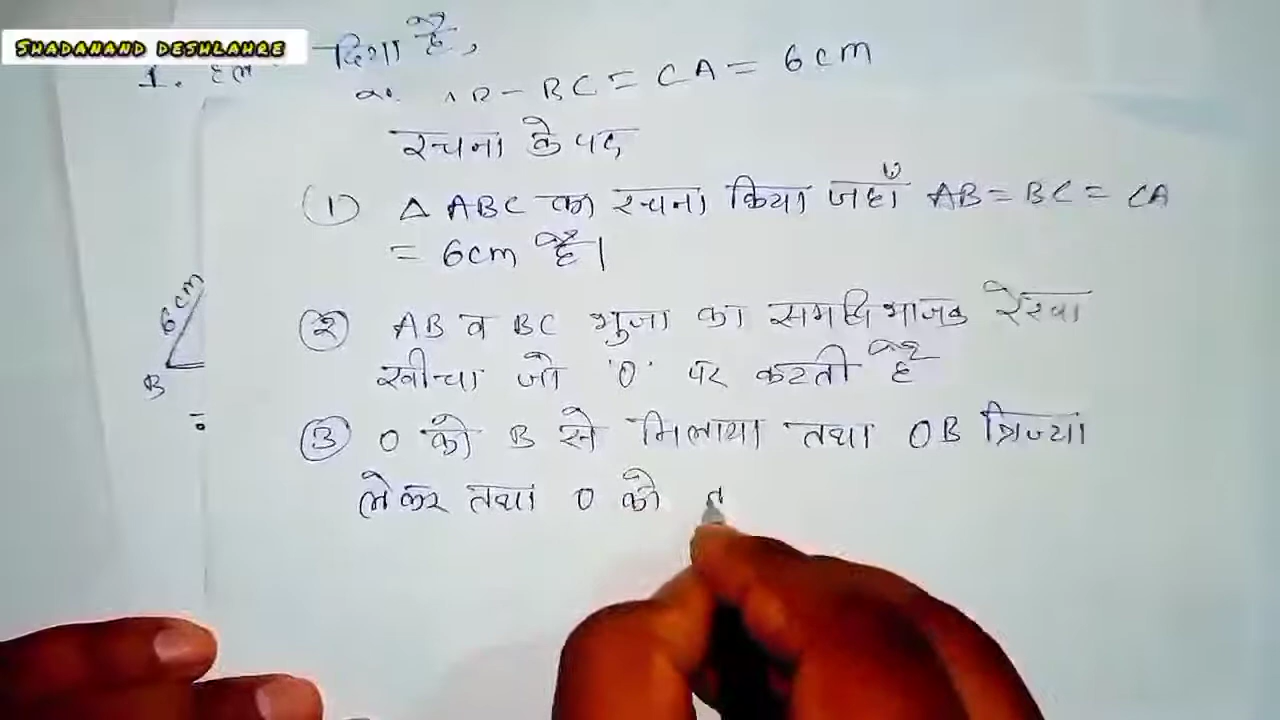 SHADANAND DESHLAHRE
1. हल दिया है,
AB = BC = CA = 6cm
रचना के पद
(1) △ ABC का रचना किया जहाँ AB = BC = CA
= 6cm है।
(2) AB व BC भुजा का समद्विभाजक रेखा
खीन्चा जो 'O' पर कटती है
(3) O को B से मिलाया तथा OB त्रिज्या
लेकर तथा O को
6cm
B